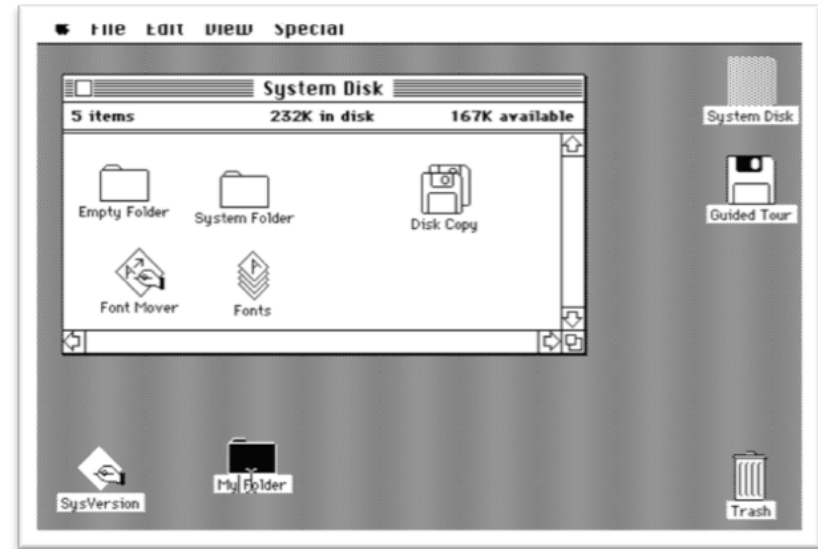 File Edit View Special
System Disk
5 items 232K in disk 167K available
Empty Folder
System Folder
Disk Copy
Font Mover
Fonts
System Disk
Guided Tour
SysVersion
My Folder
Trash